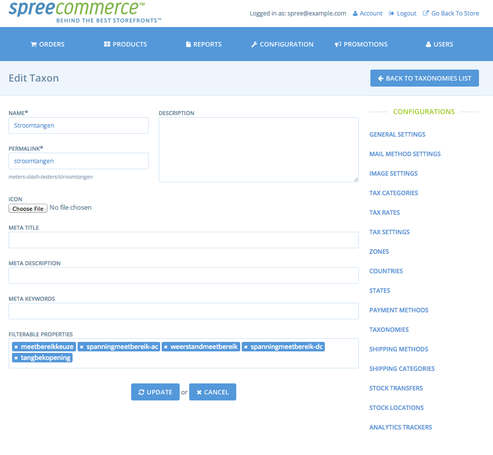 spreecommerce™
BEHIND THE BEST STOREFRONTS™
Logged in as: spree@example.com Account Logout Go Back To Store
ORDERS PRODUCTS REPORTS CONFIGURATION PROMOTIONS USERS
Edit Taxon
BACK TO TAXONOMIES LIST
NAME*
Stroomtangen
PERMALINK*
stroomtangen
meters-slash-testers/stroomtangen
DESCRIPTION
ICON
Choose File No file chosen
META TITLE
META DESCRIPTION
META KEYWORDS
FILTERABLE PROPERTIES
× meetbereikkeuze × spanningmeetbereik-ac × weerstandmeetbereik × spanningmeetbereik-dc
× tangbekopening
UPDATE or × CANCEL
CONFIGURATIONS
GENERAL SETTINGS
MAIL METHOD SETTINGS
IMAGE SETTINGS
TAX CATEGORIES
TAX RATES
TAX SETTINGS
ZONES
COUNTRIES
STATES
PAYMENT METHODS
TAXONOMIES
SHIPPING METHODS
SHIPPING CATEGORIES
STOCK TRANSFERS
STOCK LOCATIONS
ANALYTICS TRACKERS